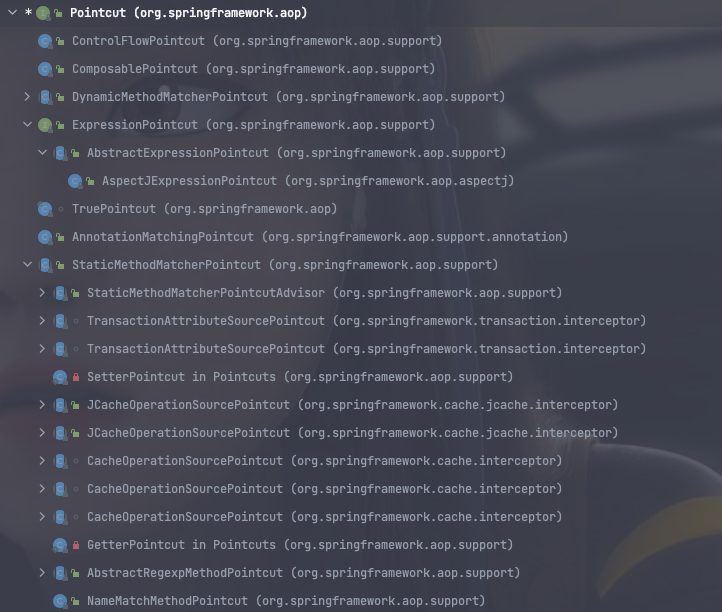 * Pointcut (org.springframework.aop)
ControlFlowPointcut (org.springframework.aop.support)
ComposablePointcut (org.springframework.aop.support)
DynamicMethodMatcherPointcut (org.springframework.aop.support)
ExpressionPointcut (org.springframework.aop.support)
AbstractExpressionPointcut (org.springframework.aop.support)
AspectJExpressionPointcut (org.springframework.aop.aspectj)
TruePointcut (org.springframework.aop)
AnnotationMatchingPointcut (org.springframework.aop.support.annotation)
StaticMethodMatcherPointcut (org.springframework.aop.support)
StaticMethodMatcherPointcutAdvisor (org.springframework.aop.support)
TransactionAttributeSourcePointcut (org.springframework.transaction.interceptor)
TransactionAttributeSourcePointcut (org.springframework.transaction.interceptor)
SetterPointcut in Pointcuts (org.springframework.aop.support)
JCacheOperationSourcePointcut (org.springframework.cache.jcache.interceptor)
JCacheOperationSourcePointcut (org.springframework.cache.jcache.interceptor)
CacheOperationSourcePointcut (org.springframework.cache.interceptor)
CacheOperationSourcePointcut (org.springframework.cache.interceptor)
CacheOperationSourcePointcut (org.springframework.cache.interceptor)
GetterPointcut in Pointcuts (org.springframework.aop.support)
AbstractRegexpMethodPointcut (org.springframework.aop.support)
NameMatchMethodPointcut (org.springframework.aop.support)